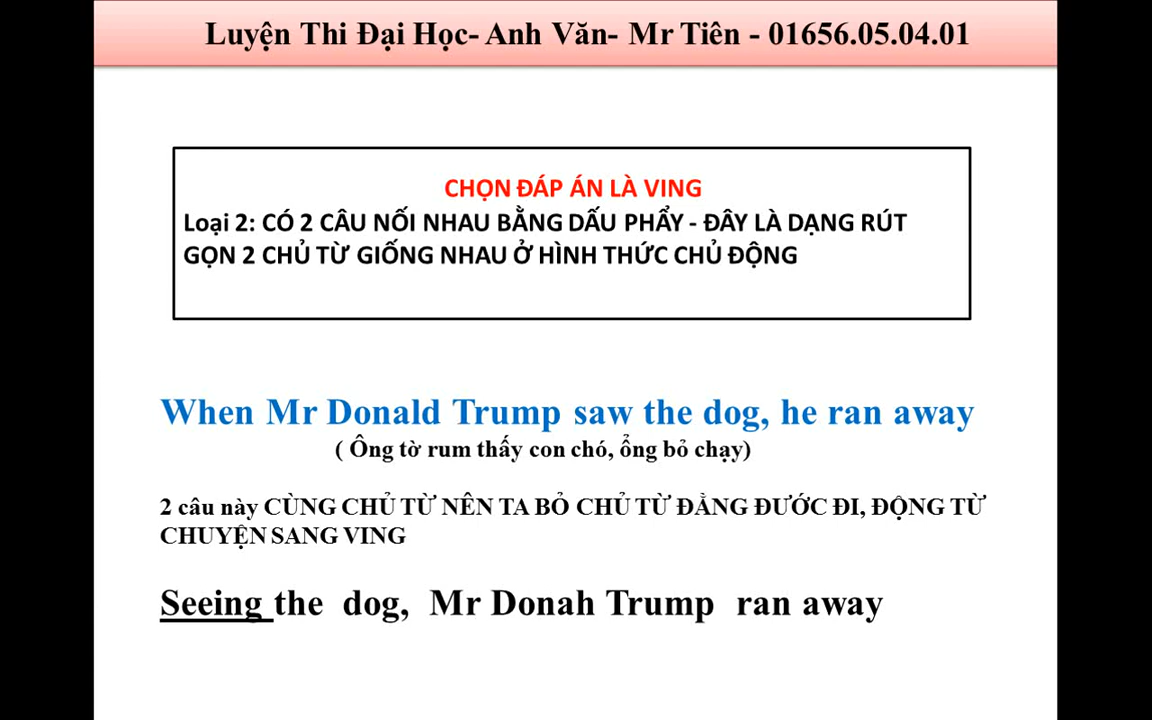 Luyện Thi Đại Học- Anh Văn- Mr Tiên - 01656.05.04.01
CHỌN ĐÁP ÁN LÀ VING
Loại 2: CÓ 2 CÂU NỐI NHAU BẰNG DẤU PHẨY - ĐÂY LÀ DẠNG RÚT
GỌN 2 CHỦ TỪ GIỐNG NHAU Ở HÌNH THỨC CHỦ ĐỘNG
When Mr Donald Trump saw the dog, he ran away
( Ông tờ rum thấy con chó, ổng bỏ chạy)
2 câu này CÙNG CHỦ TỪ NÊN TA BỎ CHỦ TỪ ĐẰNG ĐƯỚC ĐI, ĐỘNG TỪ
CHUYỆN SANG VING
Seeing the dog, Mr Donah Trump ran away